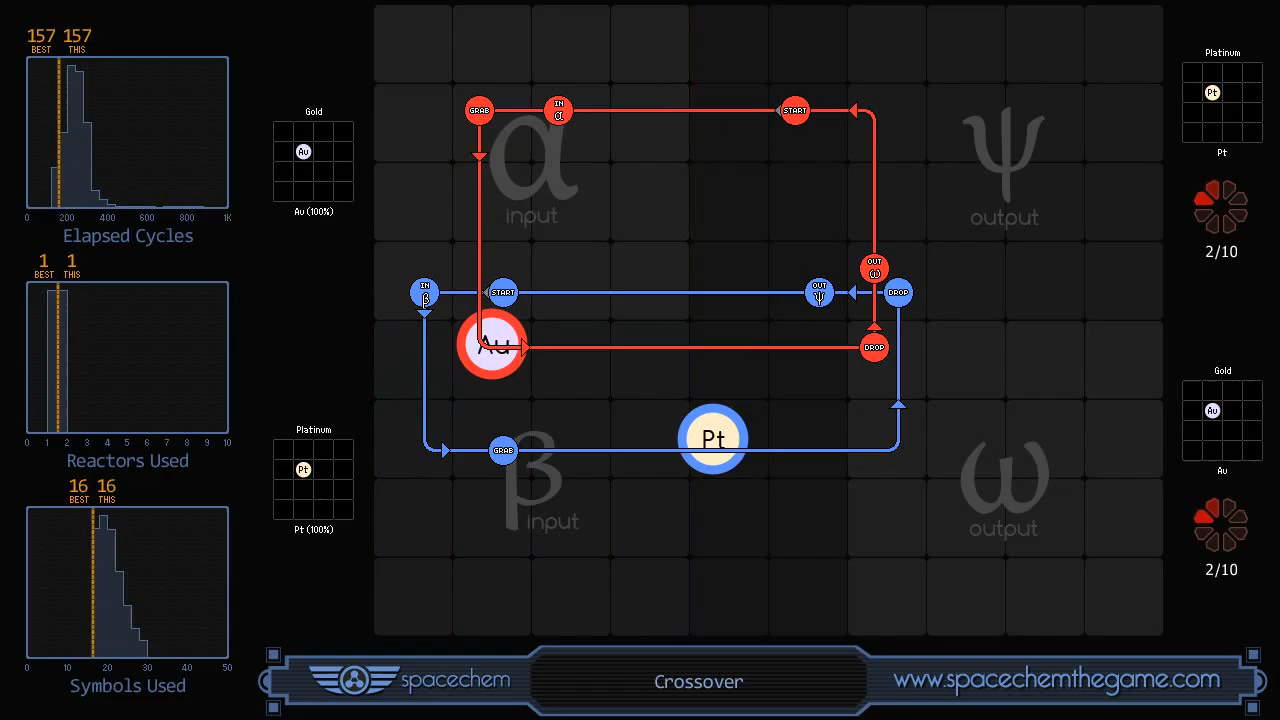 157 157
BEST THIS
0 200 400 600 800 1K
Elapsed Cycles
1 1
BEST THIS
0 1 2 3 4 5 6 7 8 9 10
Reactors Used
16 16
BEST THIS
0 10 20 30 50
Symbols Used
Gold
Au
Au (100%)
Platinum
Pt
Pt (100%)
GRAB
IN
α
START
α
input
ψ
output
OUT
ω
IN
β
START
OUT
ψ
DROP
Au
DROP
Pt
GRAB
β
input
ω
output
Platinum
Pt
Pt
2/10
Gold
Au
Au
2/10
spacechem
Crossover
www.spacechemthegame.com